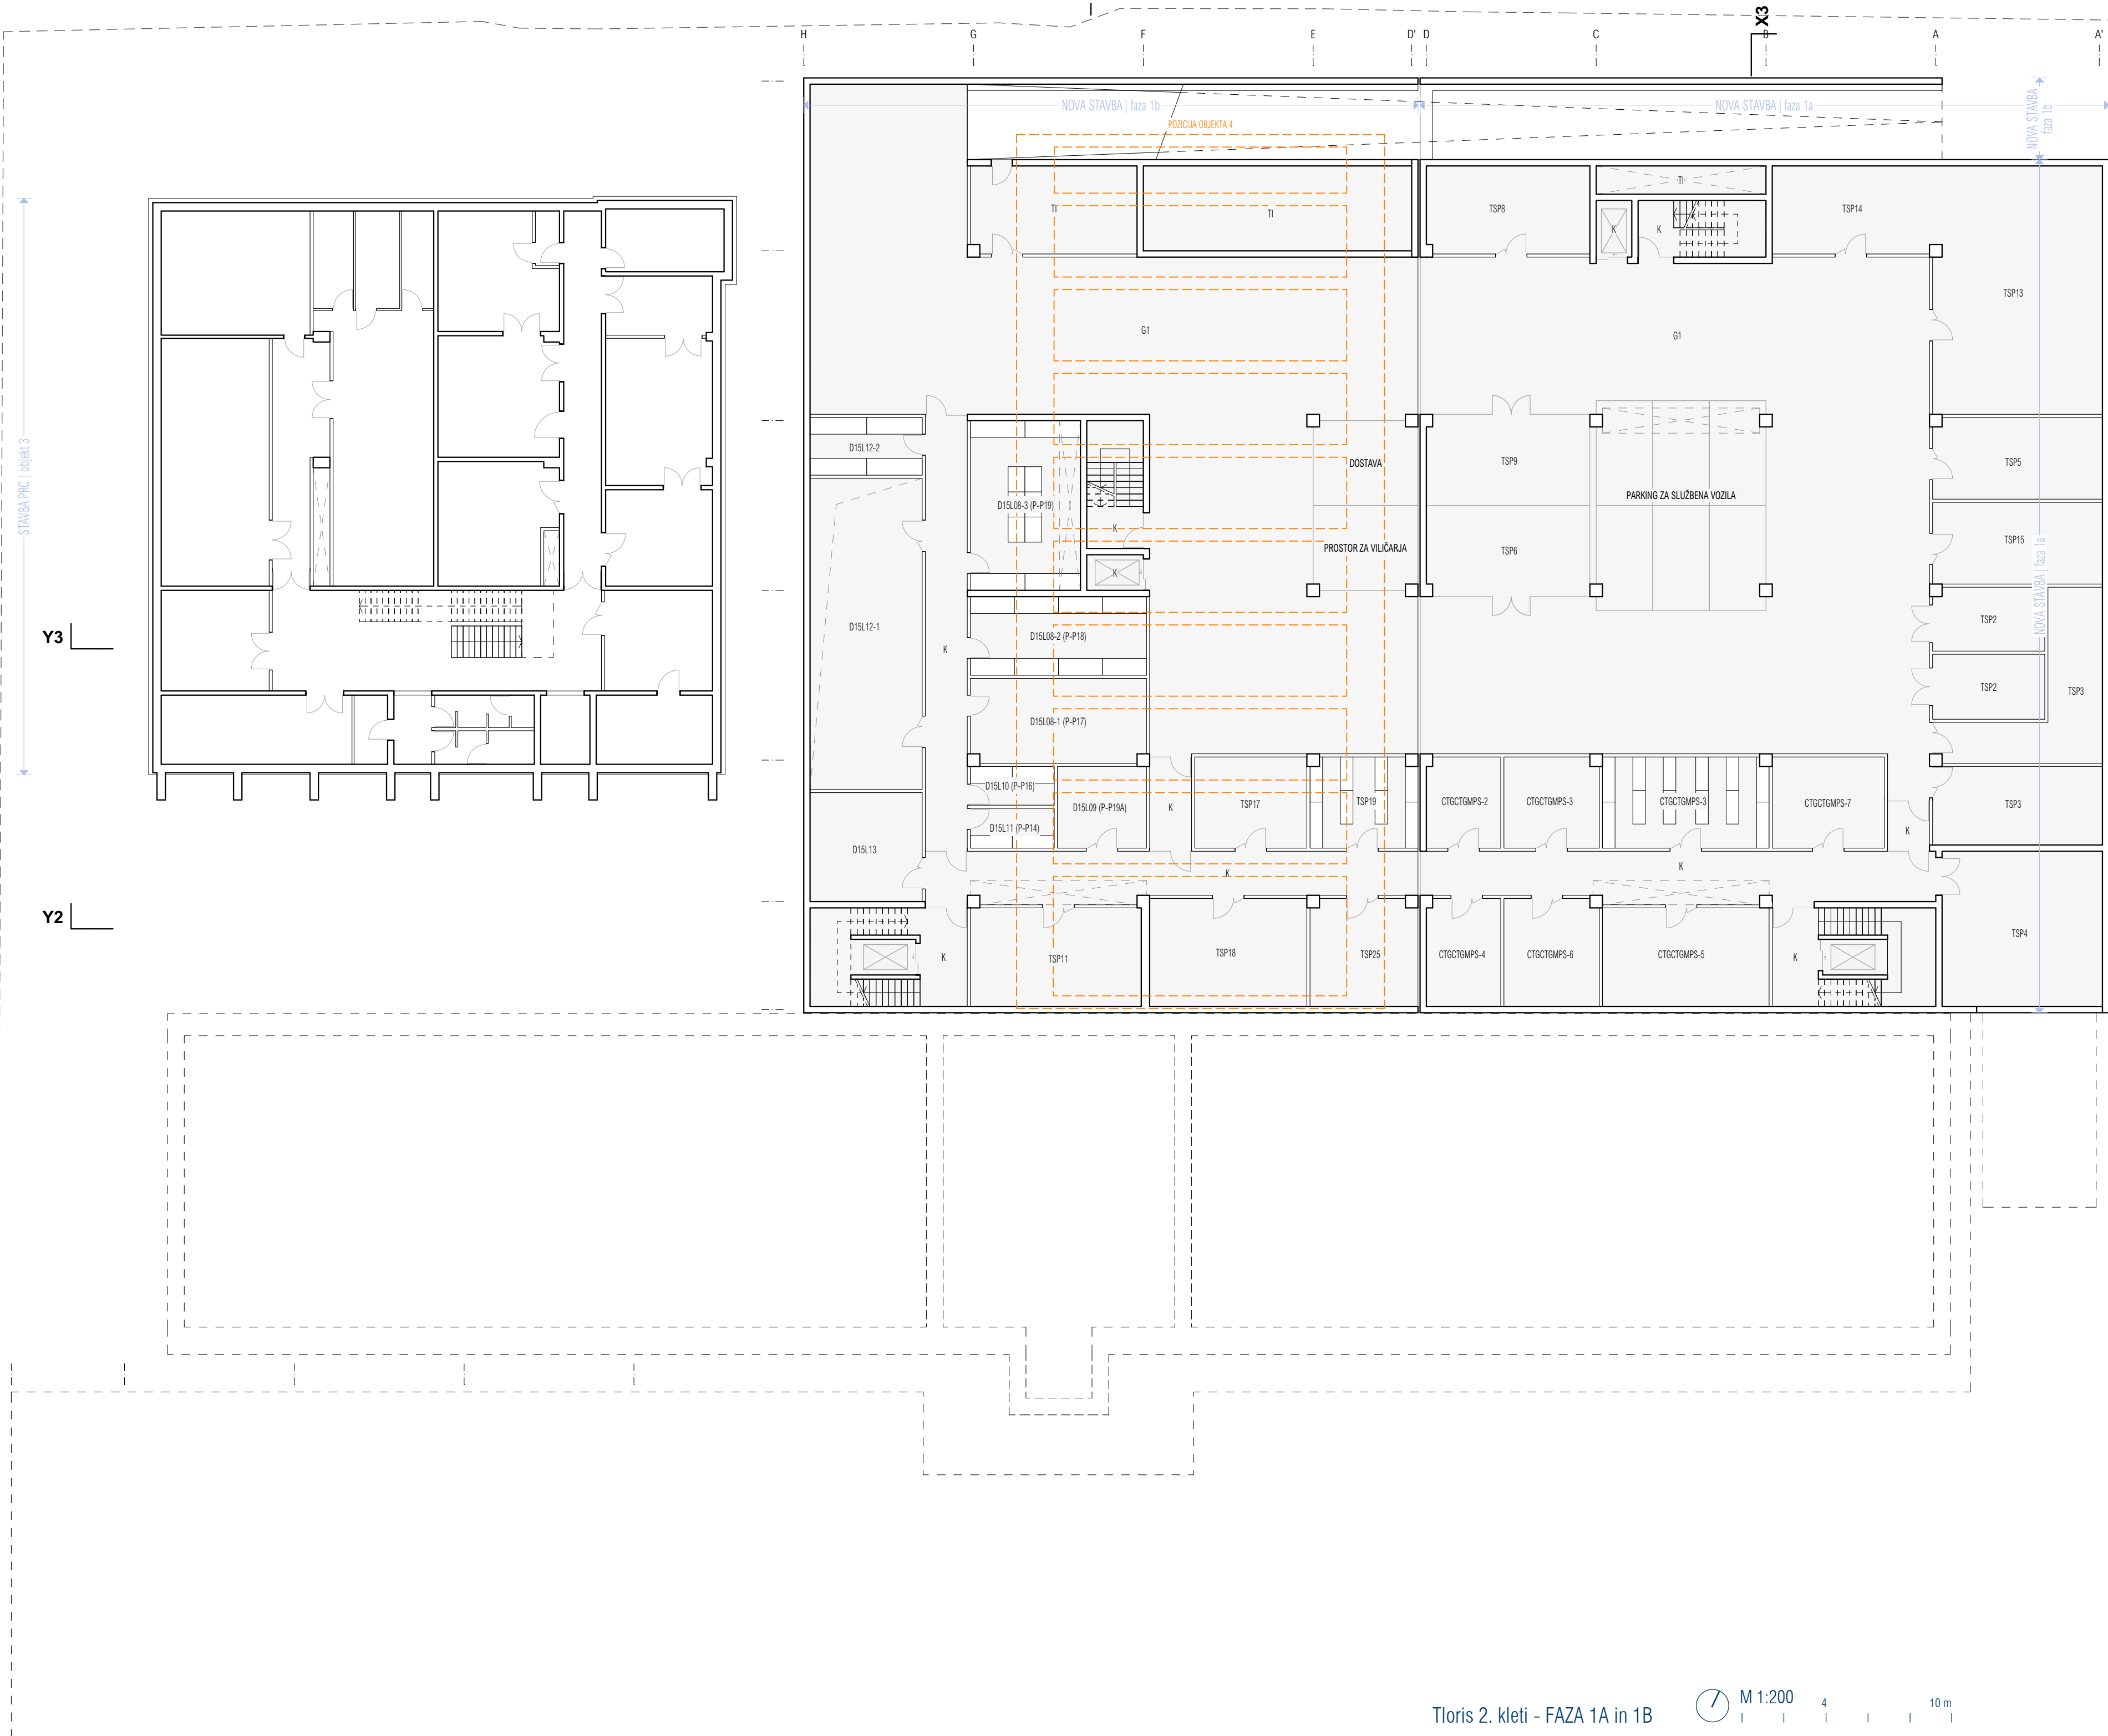 I
X3
H G F E D' D C B A A'
NOVA STAVBA | faza 1b
NOVA STAVBA | faza 1a
NOVA STAVBA
faza 1b
POZICIJA OBJEKTA 4
TI
TI
TI
TSP8
K
K
TSP14
TSP13
G1
G1
STAVBA PRC | objekt 3
D15L12-2
D15L08-3 (P-P19)
K
K
DOSTAVA
PROSTOR ZA VILIČARJA
TSP9
TSP6
PARKING ZA SLUŽBENA VOZILA
TSP5
TSP15
NOVA STAVBA | faza 1a
TSP2
TSP2
TSP3
Y3
D15L12-1
K
D15L08-2 (P-P18)
D15L08-1 (P-P17)
D15L10 (P-P16)
D15L11 (P-P14)
D15L09 (P-P19A)
K
TSP17
TSP19
CTGCTGMPS-2
CTGCTGMPS-3
CTGCTGMPS-3
CTGCTGMPS-7
K
TSP3
D15L13
K
K
Y2
K
TSP11
TSP18
TSP25
CTGCTGMPS-4
CTGCTGMPS-6
CTGCTGMPS-5
K
TSP4
Tloris 2. kleti - FAZA 1A in 1B
M 1:200
4
10 m